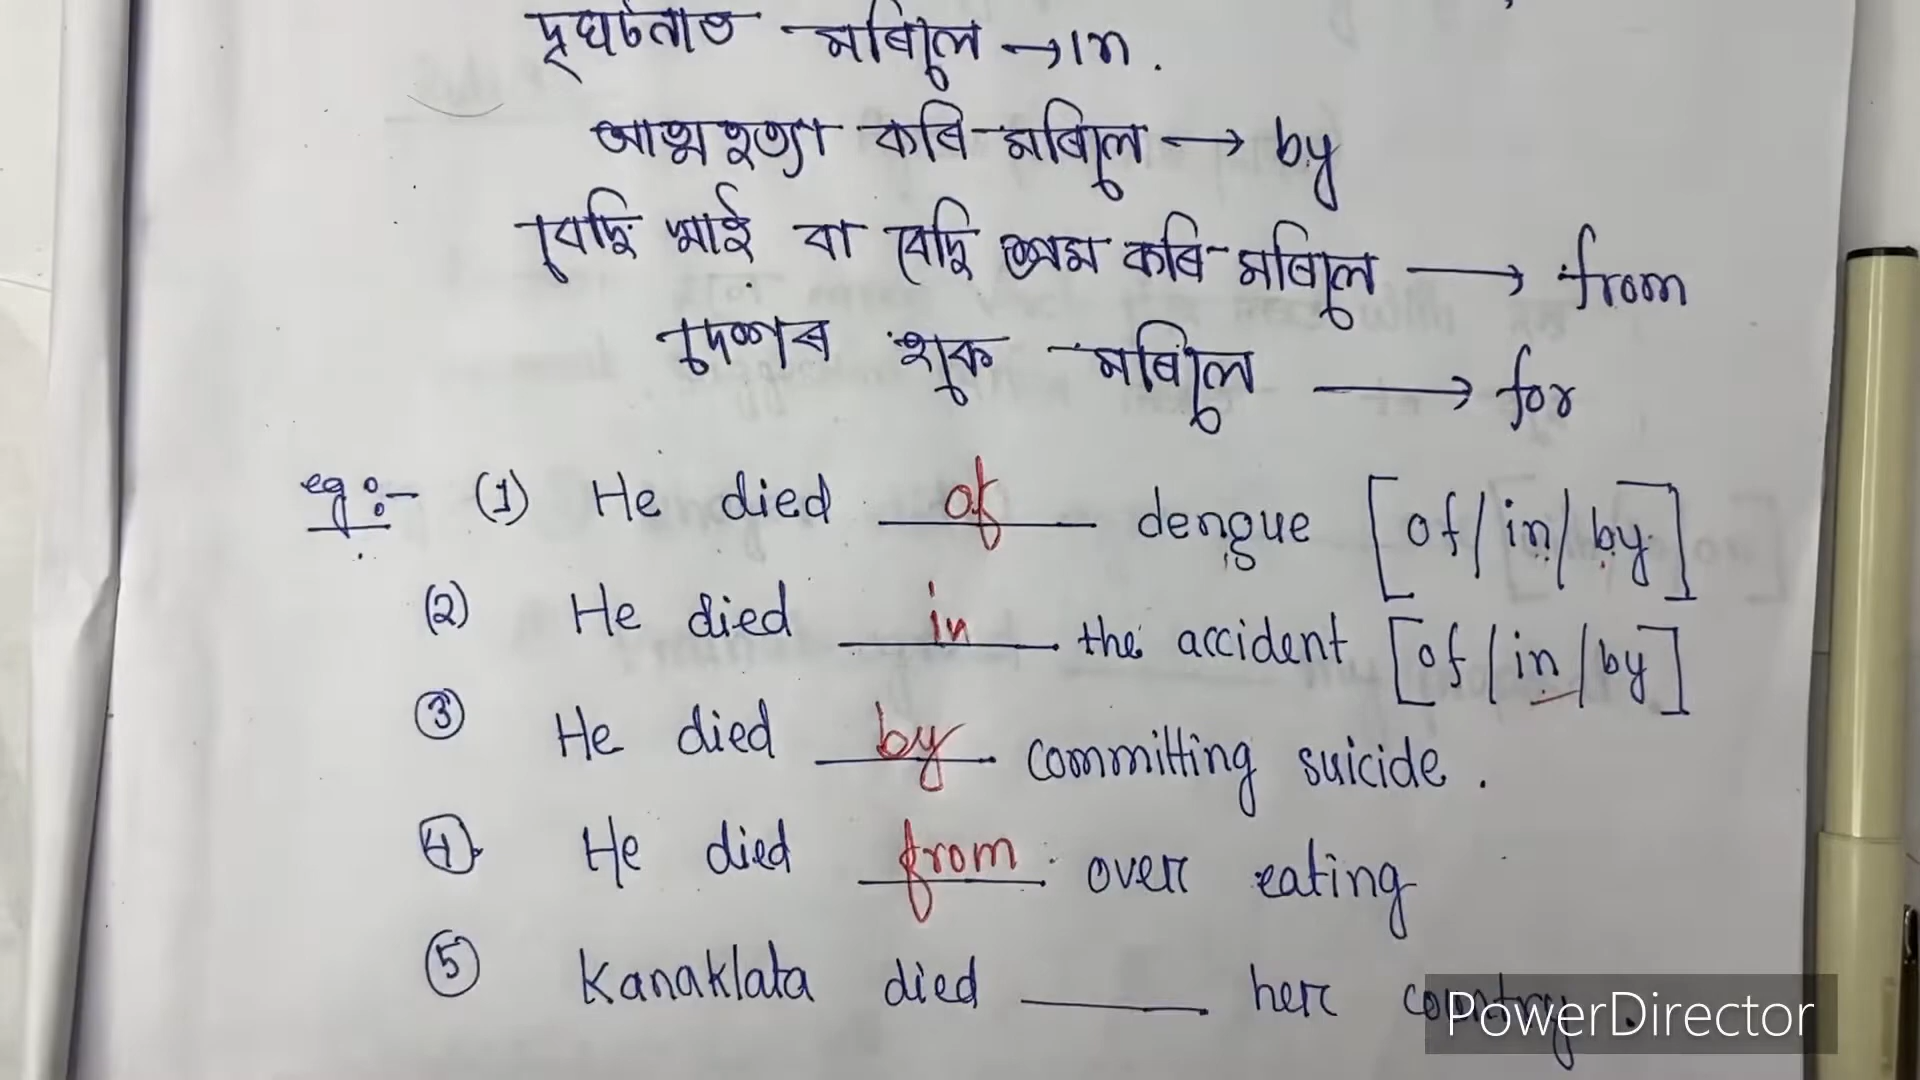 দুৰ্ঘটনাত মৰিলে → in.
আত্মহত্যা কৰি মৰিলে → by
বেছি খাই বা বেছি শ্ৰম কৰি মৰিলে → from
দেশৰ হকে মৰিলে → for
eg:- (1) He died of dengue [of/in/by]
(2) He died in the accident [of/in/by]
(3) He died by committing suicide.
(4) He died from over eating
(5) Kanaklata died ____ her country.
PowerDirector